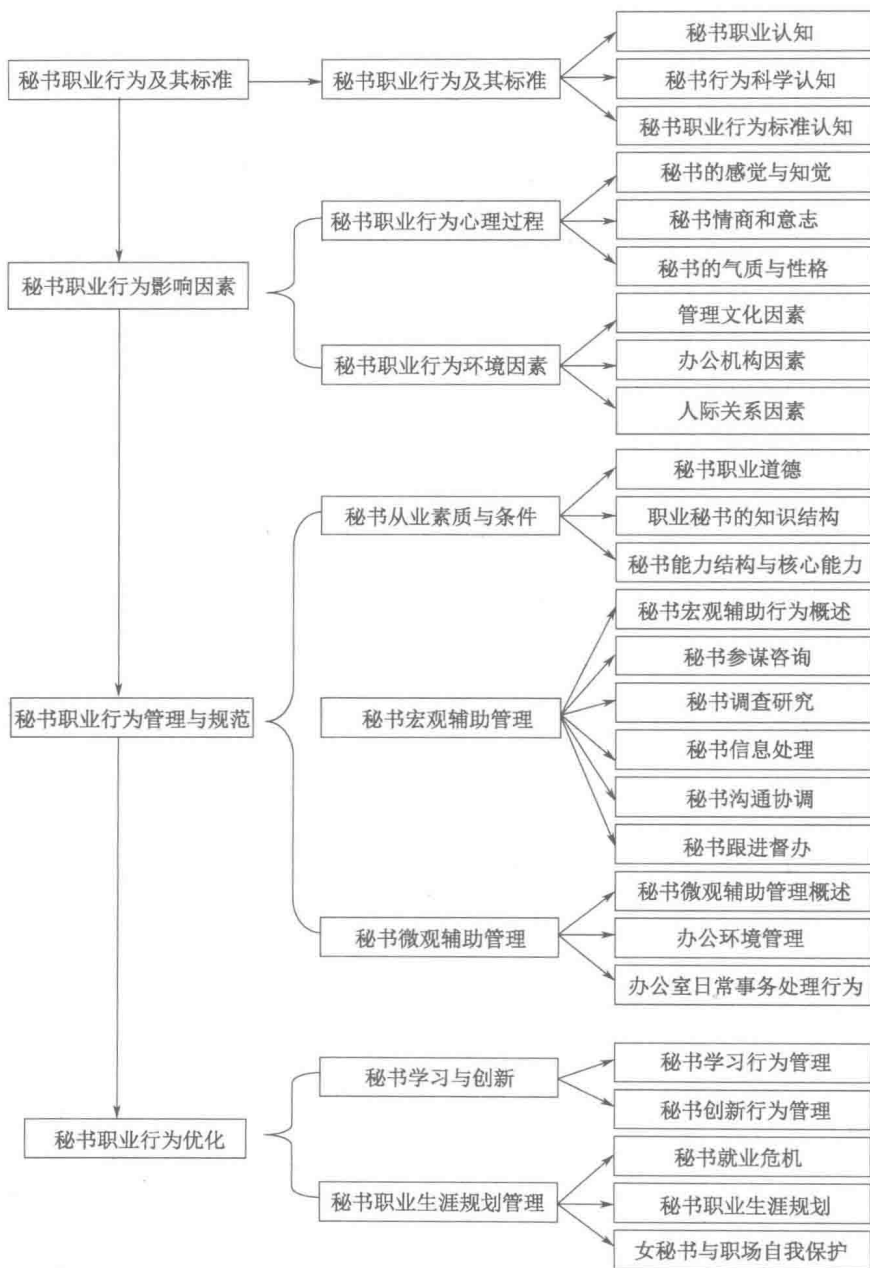 秘书职业行为及其标准
秘书职业行为及其标准
秘书职业认知
秘书行为科学认知
秘书职业行为标准认知
秘书职业行为影响因素
秘书职业行为心理过程
秘书的感觉与知觉
秘书情商和意志
秘书的气质与性格
秘书职业行为环境因素
管理文化因素
办公机构因素
人际关系因素
秘书职业行为管理与规范
秘书从业素质与条件
秘书职业道德
职业秘书的知识结构
秘书能力结构与核心能力
秘书宏观辅助管理
秘书宏观辅助行为概述
秘书参谋咨询
秘书调查研究
秘书信息处理
秘书沟通协调
秘书跟进督办
秘书微观辅助管理
秘书微观辅助管理概述
办公环境管理
办公室日常事务处理行为
秘书职业行为优化
秘书学习与创新
秘书学习行为管理
秘书创新行为管理
秘书职业生涯规划管理
秘书就业危机
秘书职业生涯规划
女秘书与职场自我保护